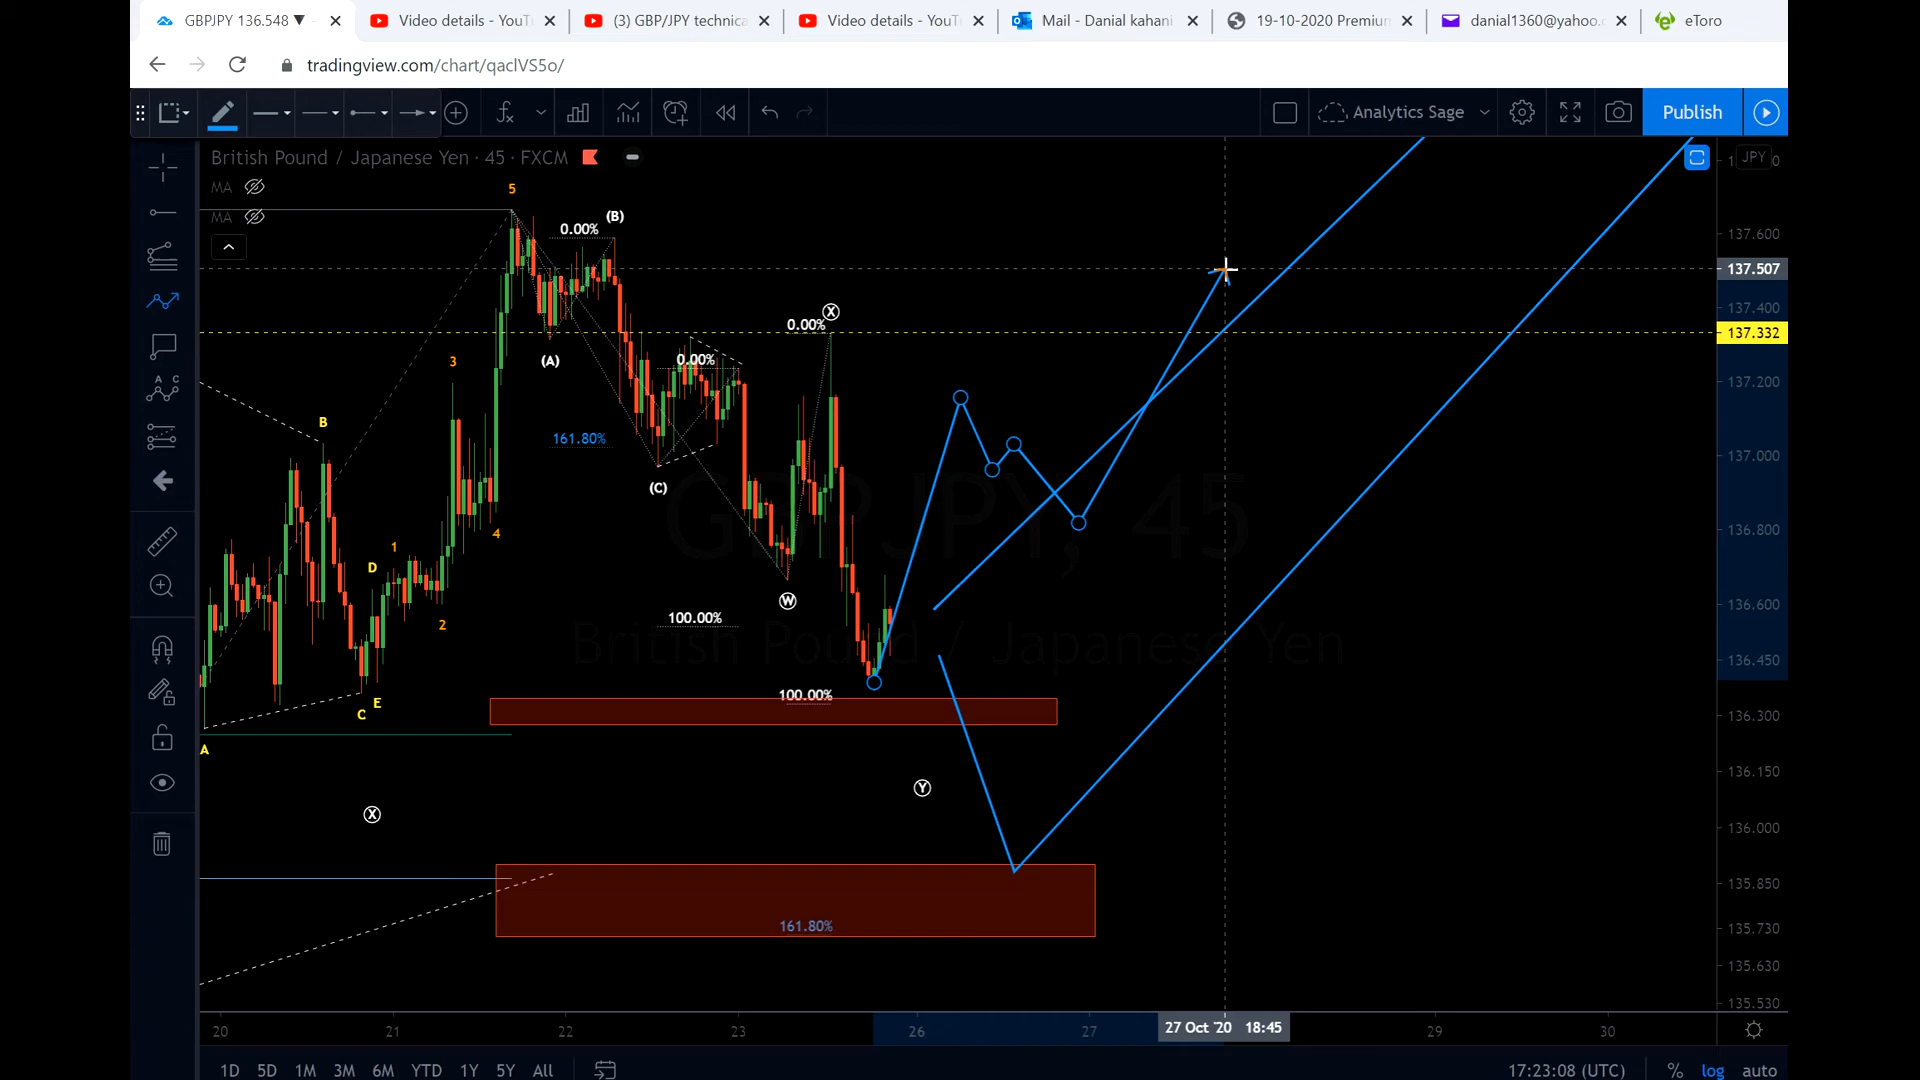 GBPJPY 136.548 ▼
Video details - YouT
(3) GBP/JPY technica
Video details - YouT
Mail - Danial kahani
19-10-2020 Premium
danial1360@yahoo.c
eToro
tradingview.com/chart/qaclVS5o/
Analytics Sage
Publish
British Pound / Japanese Yen · 45 · FXCM
JPY
MA
MA
5
(B)
0.00%
137.600
137.507
137.400
137.332
X
0.00%
3
(A)
0.00%
137.200
B
161.80%
137.000
(C)
GBPJPY, 45
4
136.800
1
D
W
136.600
100.00%
2
British Pound / Japanese Yen
136.450
100.00%
E
C
136.300
A
136.150
Y
X
136.000
135.850
161.80%
135.730
135.630
135.530
20
21
22
23
26
27
27 Oct '20 18:45
29
30
1D 5D 1M 3M 6M YTD 1Y 5Y All
17:23:08 (UTC)
% log auto